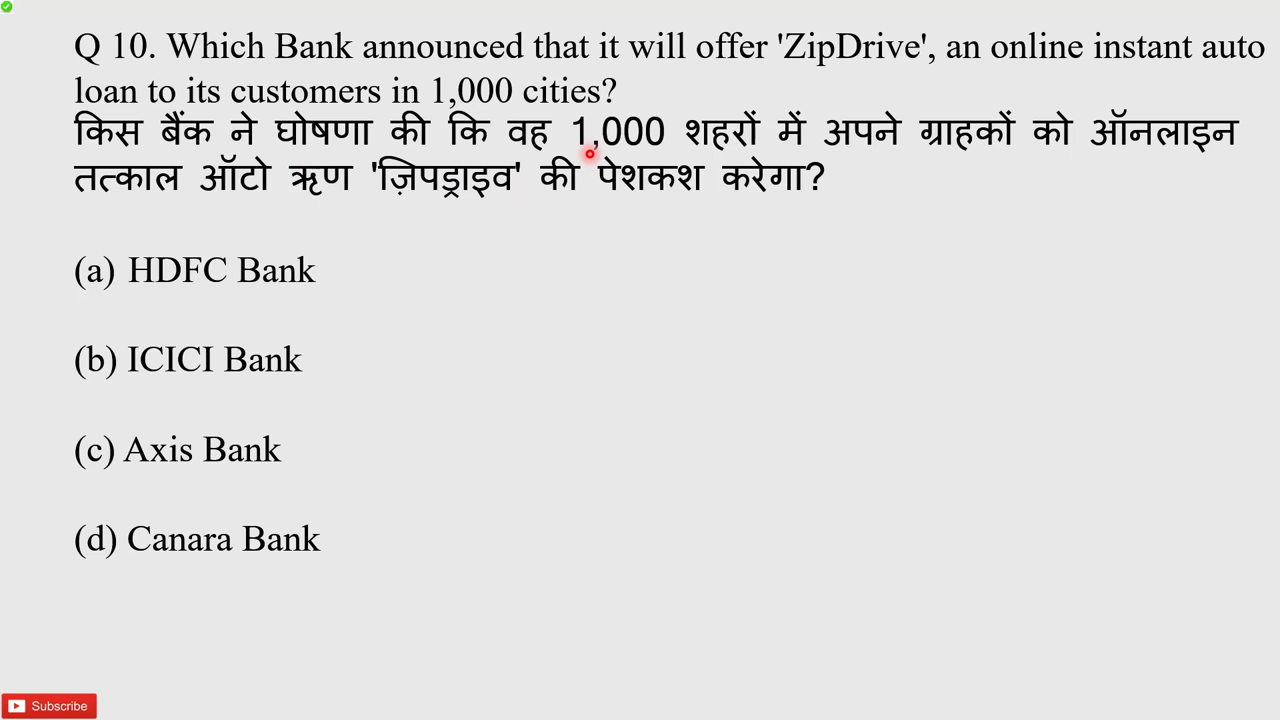 Q 10. Which Bank announced that it will offer 'ZipDrive', an online instant auto
loan to its customers in 1,000 cities?
किस बैंक ने घोषणा की कि वह 1,000 शहरों में अपने ग्राहकों को ऑनलाइन
तत्काल ऑटो ऋण 'ज़िपड्राइव' की पेशकश करेगा?
(a) HDFC Bank
(b) ICICI Bank
(c) Axis Bank
(d) Canara Bank
Subscribe